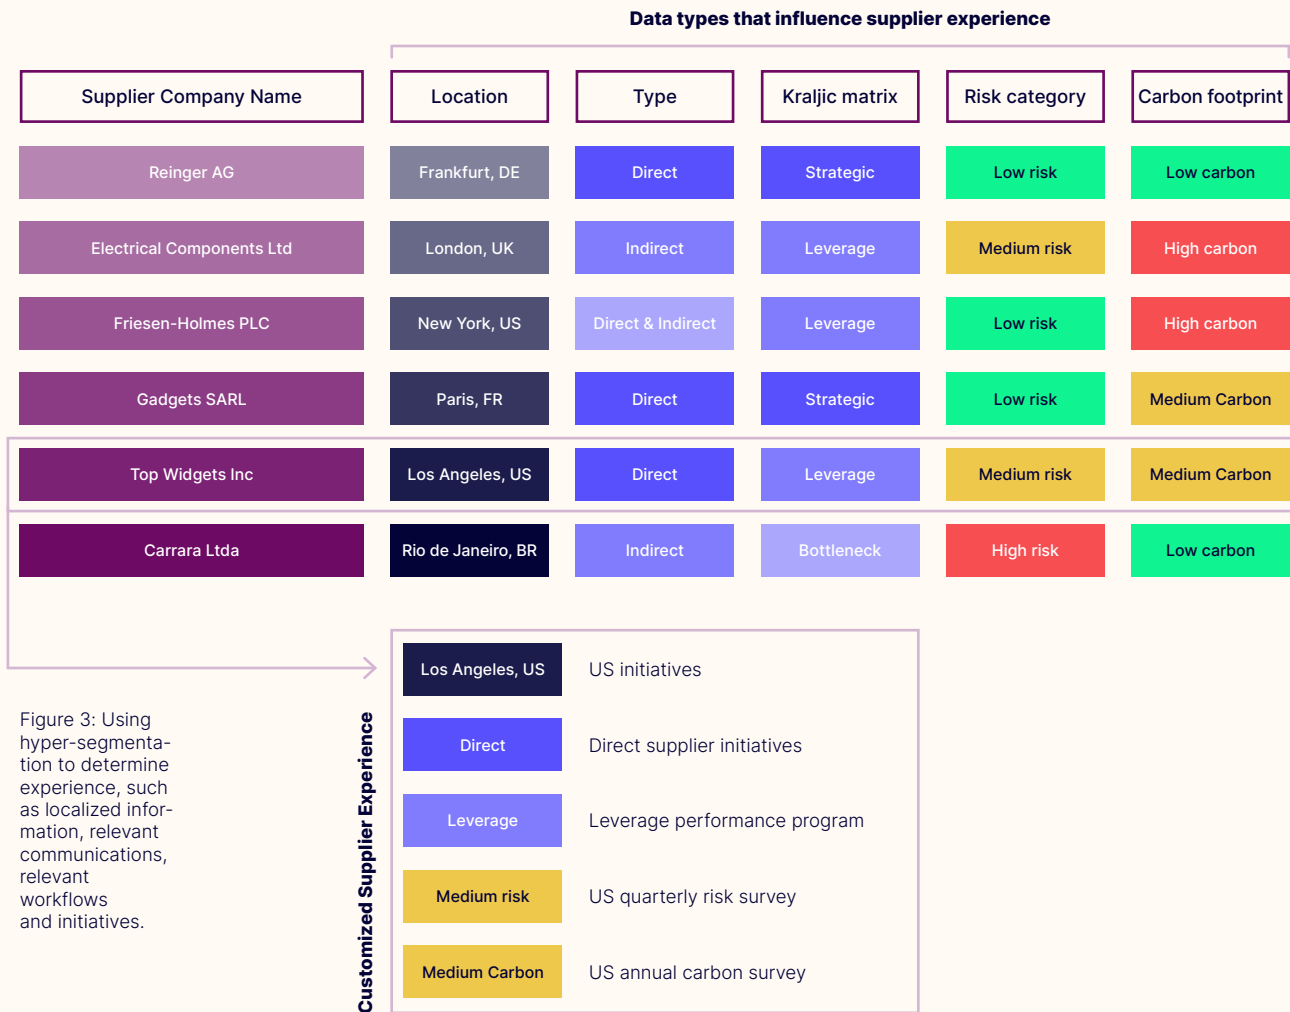 Data types that influence supplier experience
Supplier Company Name Location Type Kraljic matrix Risk category Carbon footprint
Reinger AG Frankfurt, DE Direct Strategic Low risk Low carbon
Electrical Components Ltd London, UK Indirect Leverage Medium risk High carbon
Friesen-Holmes PLC New York, US Direct & Indirect Leverage Low risk High carbon
Gadgets SARL Paris, FR Direct Strategic Low risk Medium Carbon
Top Widgets Inc Los Angeles, US Direct Leverage Medium risk Medium Carbon
Carrara Ltda Rio de Janeiro, BR Indirect Bottleneck High risk Low carbon
Figure 3: Using
hyper-segmenta-
tion to determine
experience, such
as localized infor-
mation, relevant
communications,
relevant
workflows
and initiatives.
Customized Supplier Experience
Los Angeles, US US initiatives
Direct Direct supplier initiatives
Leverage Leverage performance program
Medium risk US quarterly risk survey
Medium Carbon US annual carbon survey